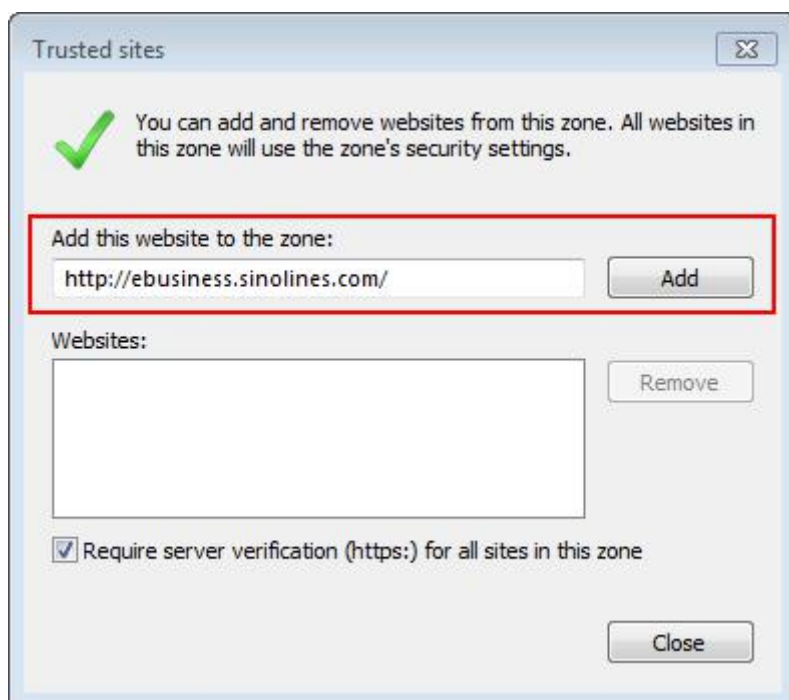 Trusted sites
You can add and remove websites from this zone. All websites in
this zone will use the zone's security settings.
Add this website to the zone:
http://ebusiness.sinolines.com/
Add
Websites:
Remove
Require server verification (https:) for all sites in this zone
Close